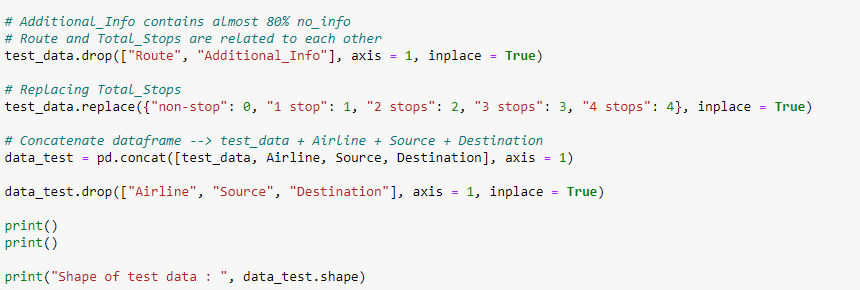 # Additional_Info contains almost 80% no_info
# Route and Total_Stops are related to each other
test_data.drop(["Route", "Additional_Info"], axis = 1, inplace = True)
# Replacing Total_Stops
test_data.replace({"non-stop": 0, "1 stop": 1, "2 stops": 2, "3 stops": 3, "4 stops": 4}, inplace = True)
# Concatenate dataframe --> test_data + Airline + Source + Destination
data_test = pd.concat([test_data, Airline, Source, Destination], axis = 1)
data_test.drop(["Airline", "Source", "Destination"], axis = 1, inplace = True)
print()
print()
print("Shape of test data : ", data_test.shape)